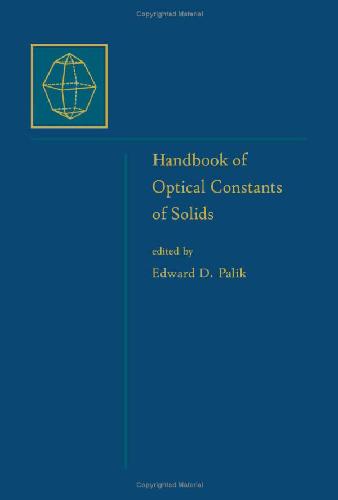 Copyrighted Material
Handbook of
Optical Constants
of Solids
edited by
Edward D. Palik
Copyrighted Material